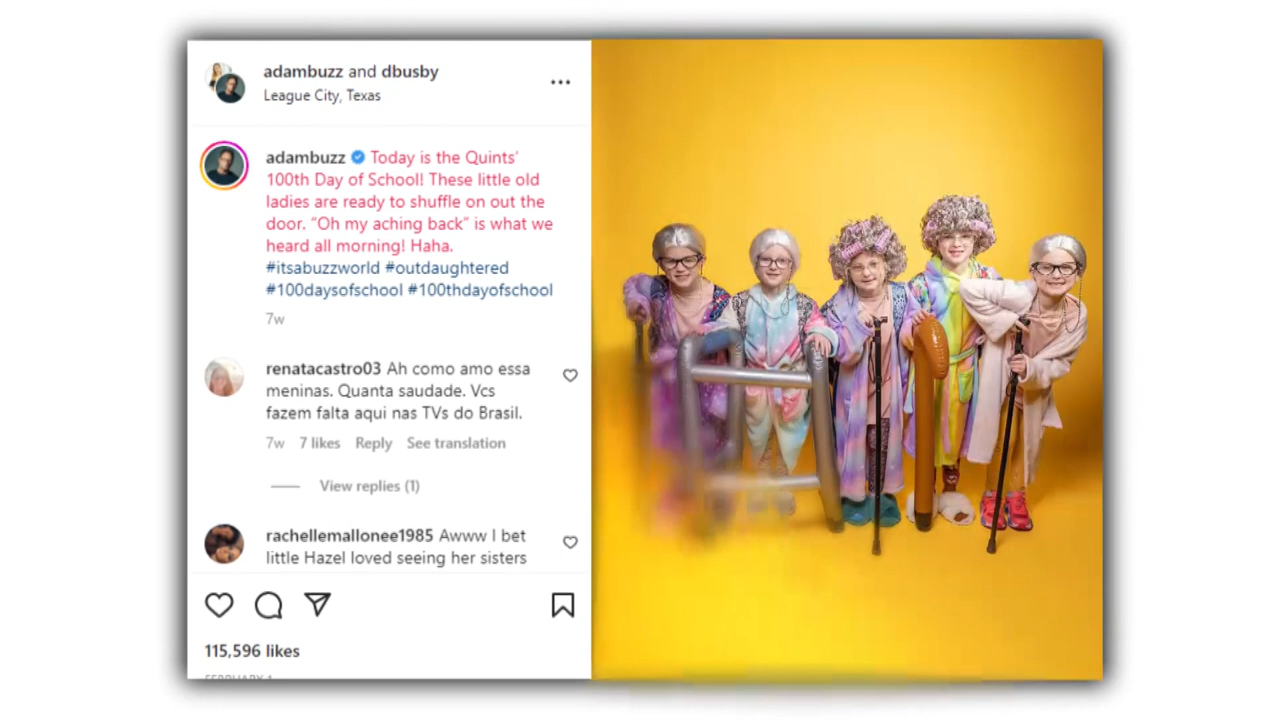 adambuzz and dbusby
League City, Texas
adambuzz Today is the Quints'
100th Day of School! These little old
ladies are ready to shuffle on out the
door. "Oh my aching back" is what we
heard all morning! Haha.
#itsabuzzworld #outdaughtered
#100daysofschool #100thdayofschool
7w
renatacastro03 Ah como amo essa
meninas. Quanta saudade. Vcs
fazem falta aqui nas TVs do Brasil.
7w 7 likes Reply See translation
View replies (1)
rachellemallonee1985 Awww I bet
little Hazel loved seeing her sisters
115,596 likes